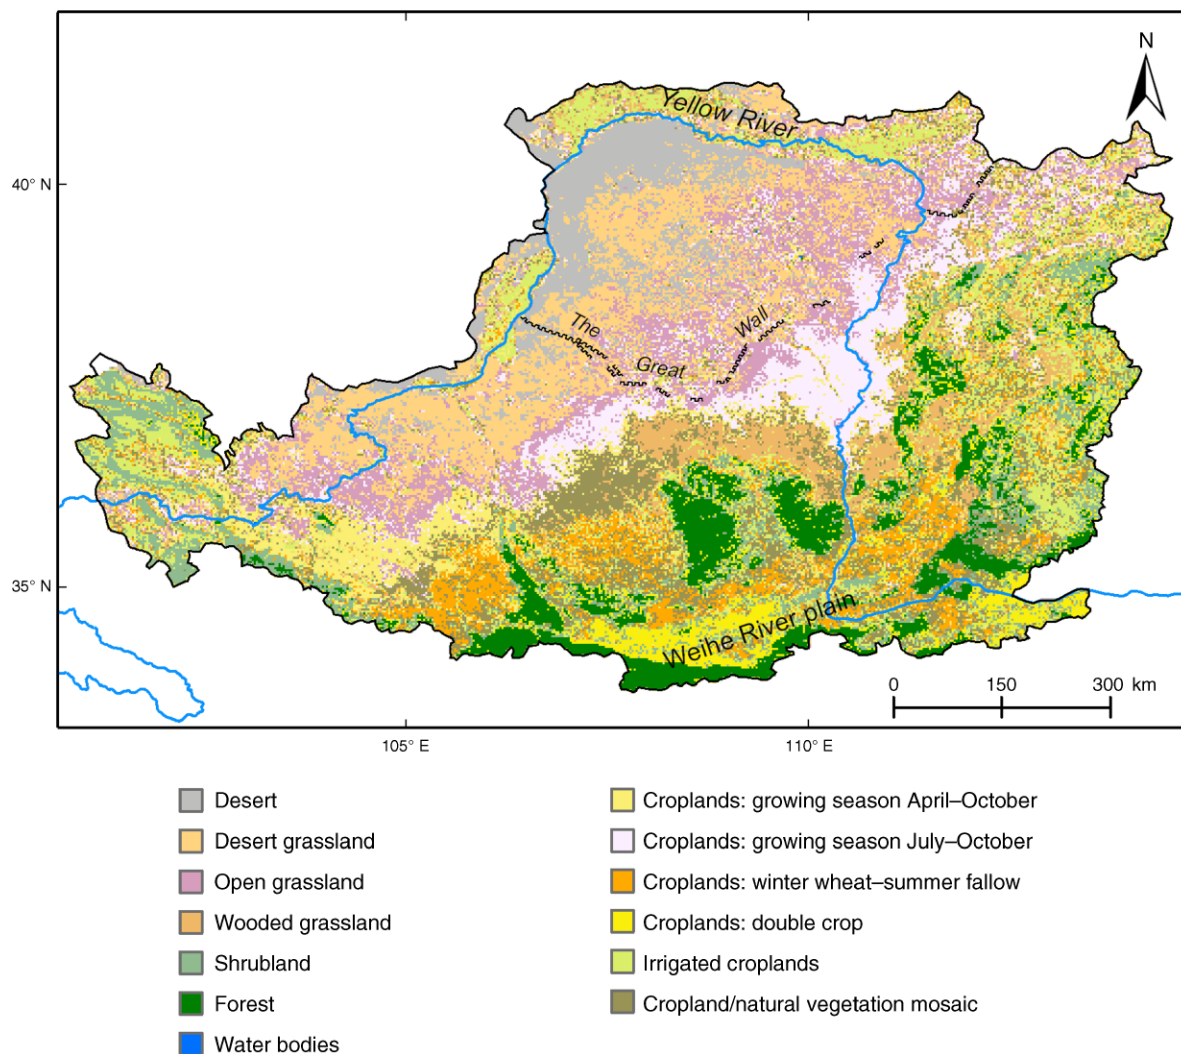 N
Yellow River
40° N
The
Great
Wall
35° N
Weihe River plain
0 150 300 km
105° E 110° E
Desert
Desert grassland
Open grassland
Wooded grassland
Shrubland
Forest
Water bodies
Croplands: growing season April–October
Croplands: growing season July–October
Croplands: winter wheat–summer fallow
Croplands: double crop
Irrigated croplands
Cropland/natural vegetation mosaic